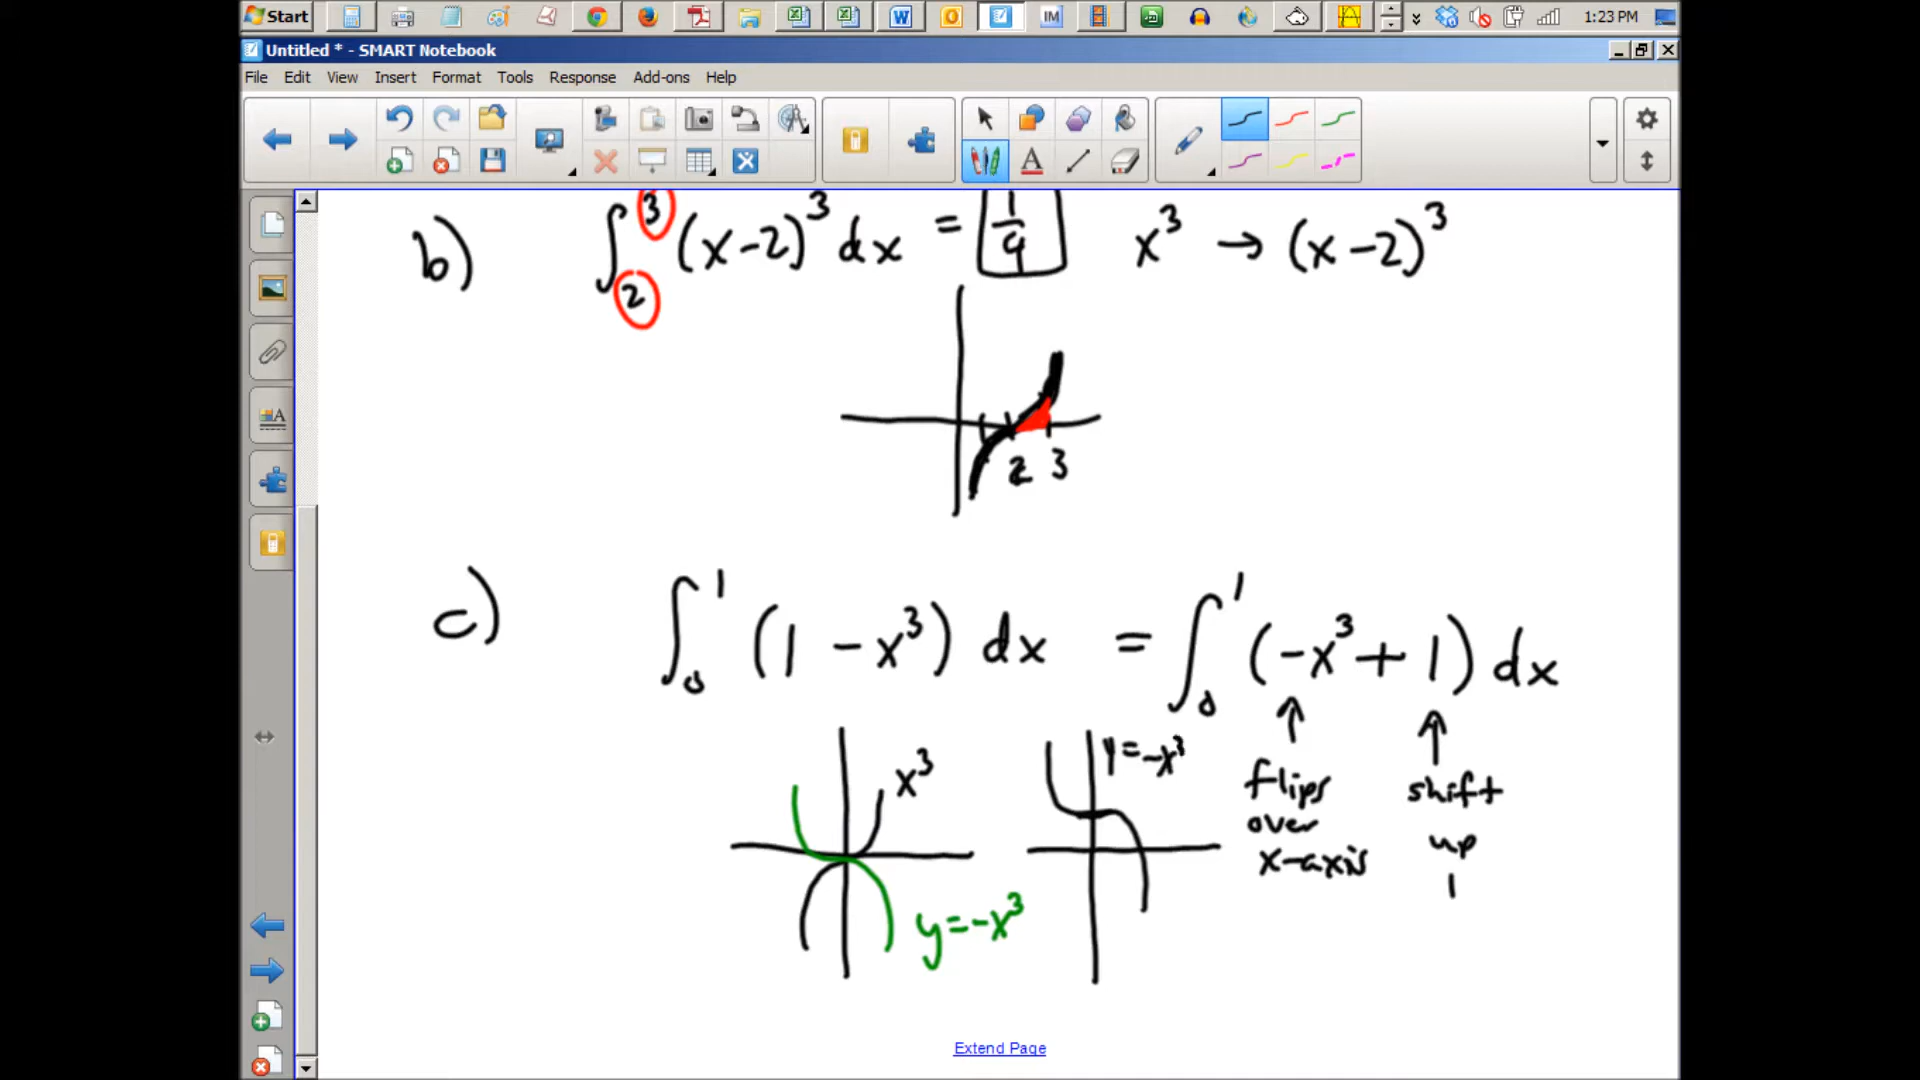 Start
1:23 PM
Untitled * - SMART Notebook
File Edit View Insert Format Tools Response Add-ons Help
b) ∫₂³ (x-2)³ dx = 1/4 x³ → (x-2)³
2 3
c) ∫₀¹ (1 - x³) dx = ∫₀¹ (-x³ + 1) dx
x³
y = -x³
y = -x³
flips
over
x-axis
shift
up
1
Extend Page